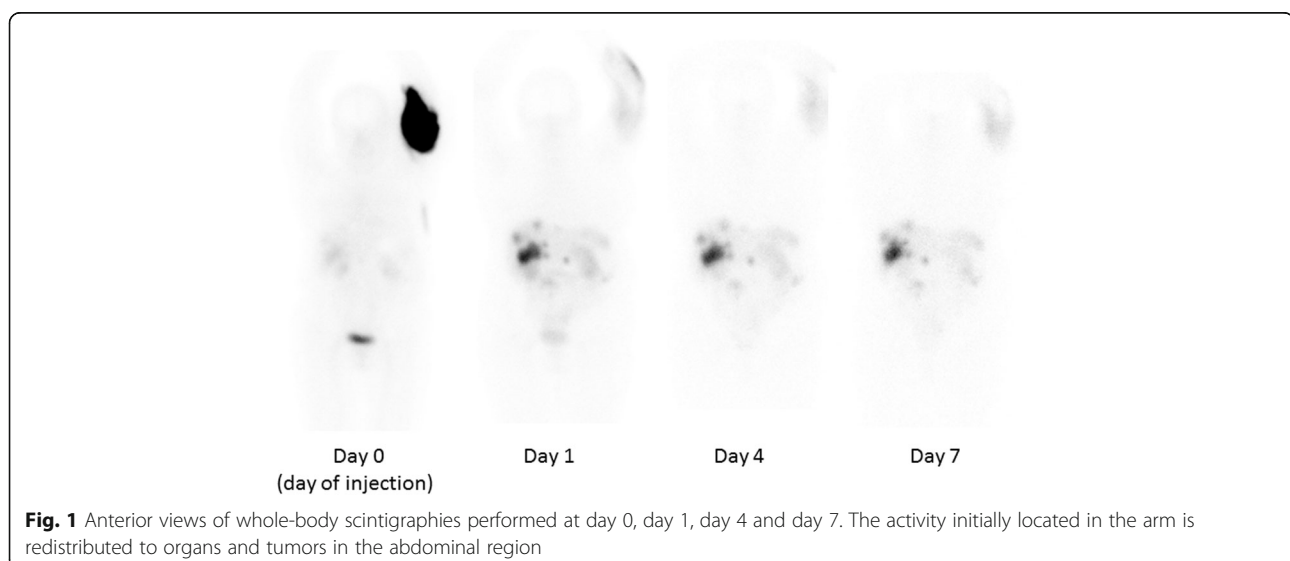 Day 0
(day of injection)
Day 1
Day 4
Day 7
Fig. 1 Anterior views of whole-body scintigraphies performed at day 0, day 1, day 4 and day 7. The activity initially located in the arm is
redistributed to organs and tumors in the abdominal region